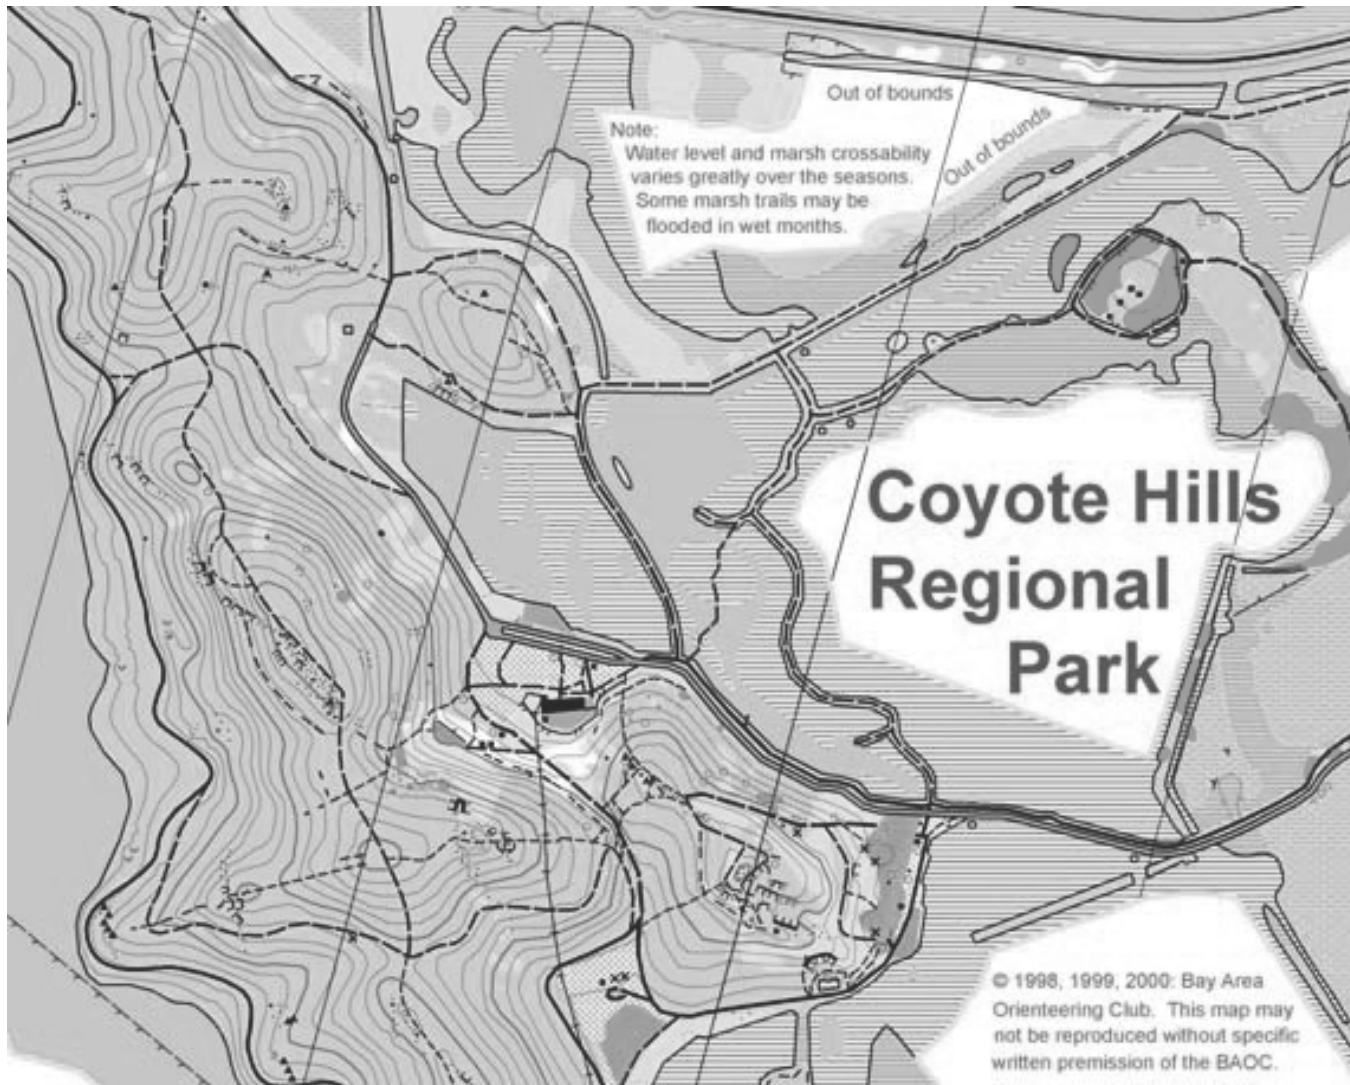 Out of bounds
Note:
Water level and marsh crossability
varies greatly over the seasons.
Some marsh trails may be
flooded in wet months.
Out of bounds
Coyote Hills
Regional
Park
© 1998, 1999, 2000: Bay Area
Orienteering Club. This map may
not be reproduced without specific
written premission of the BAOC.